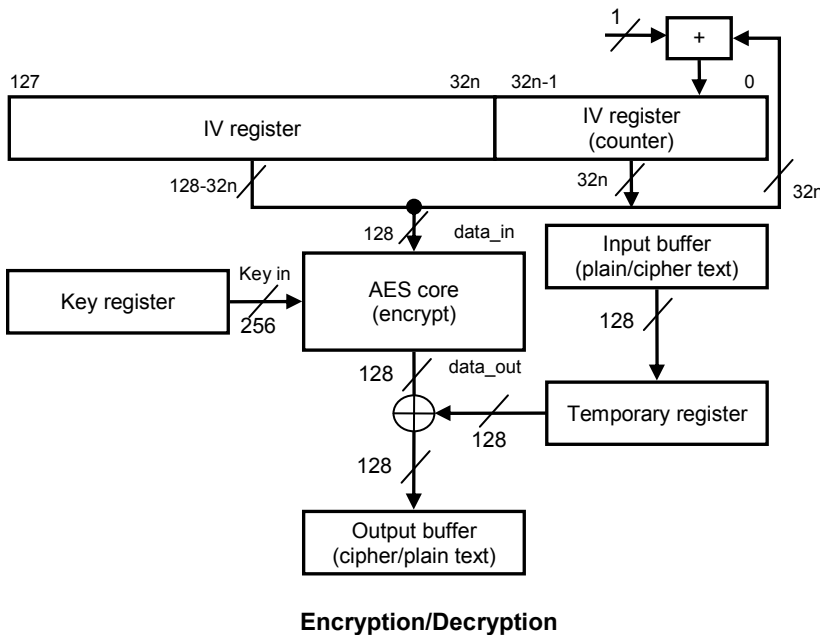 1
+
127
32n
32n-1
0
IV register
IV register
(counter)
128-32n
32n
32n
128
data_in
Input buffer
(plain/cipher text)
Key register
Key in
256
AES core
(encrypt)
128
128
data_out
128
Temporary register
128
Output buffer
(cipher/plain text)
Encryption/Decryption